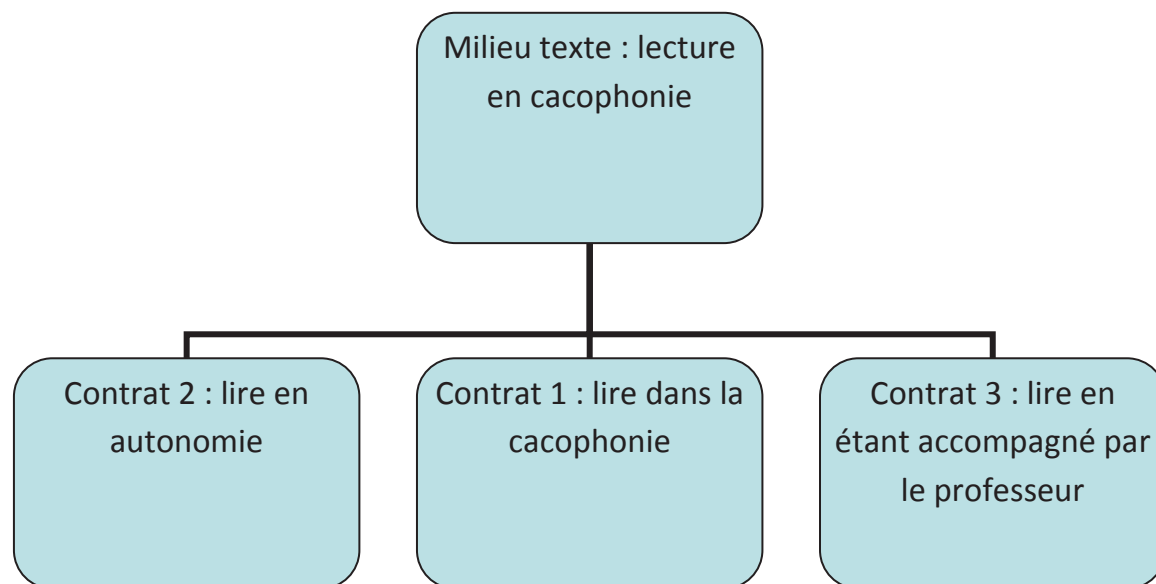 Milieu texte : lecture
en cacophonie
Contrat 2 : lire en
autonomie
Contrat 1 : lire dans la
cacophonie
Contrat 3 : lire en
étant accompagné par
le professeur